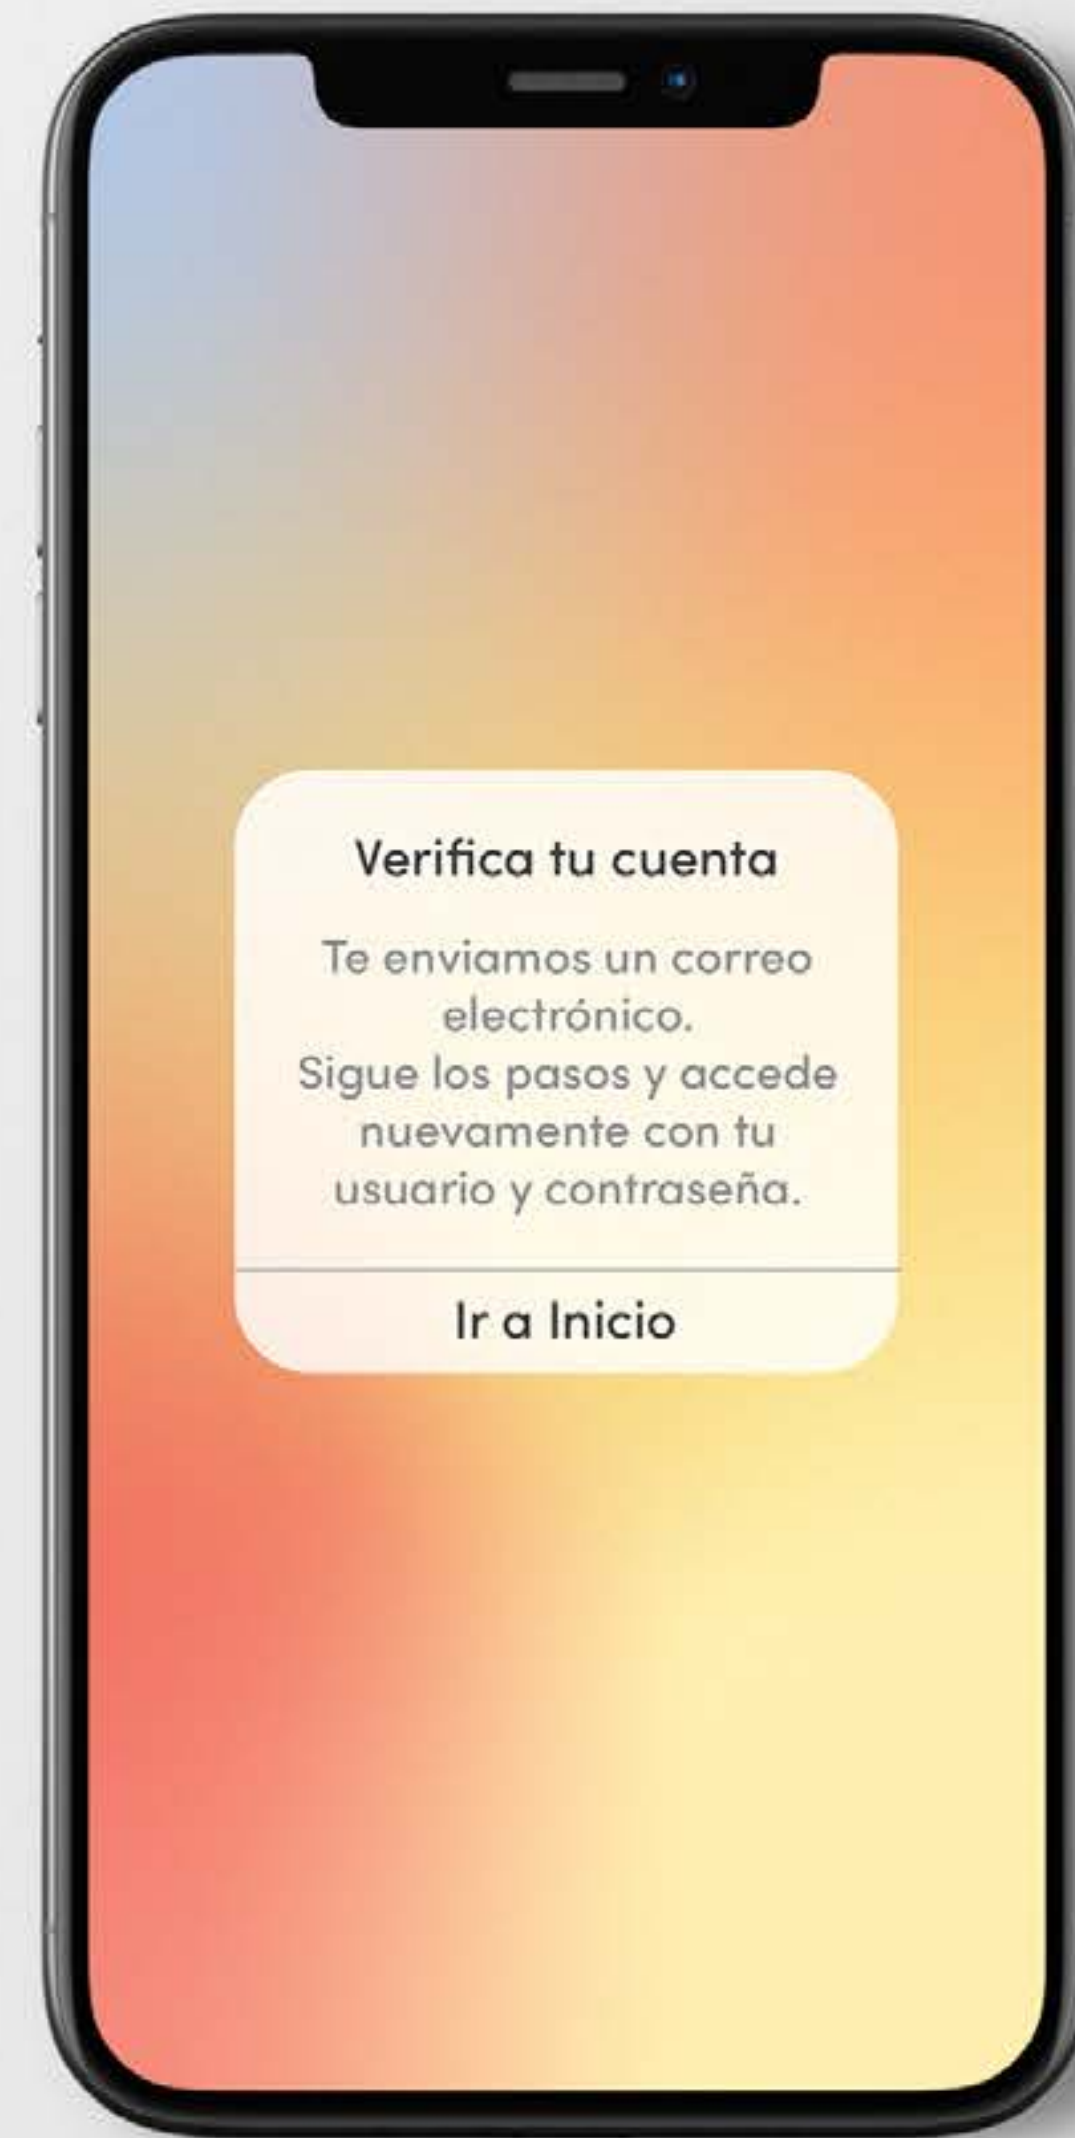 Verifica tu cuenta
Te enviamos un correo
electrónico.
Sigue los pasos y accede
nuevamente con tu
usuario y contraseña.
Ir a Inicio